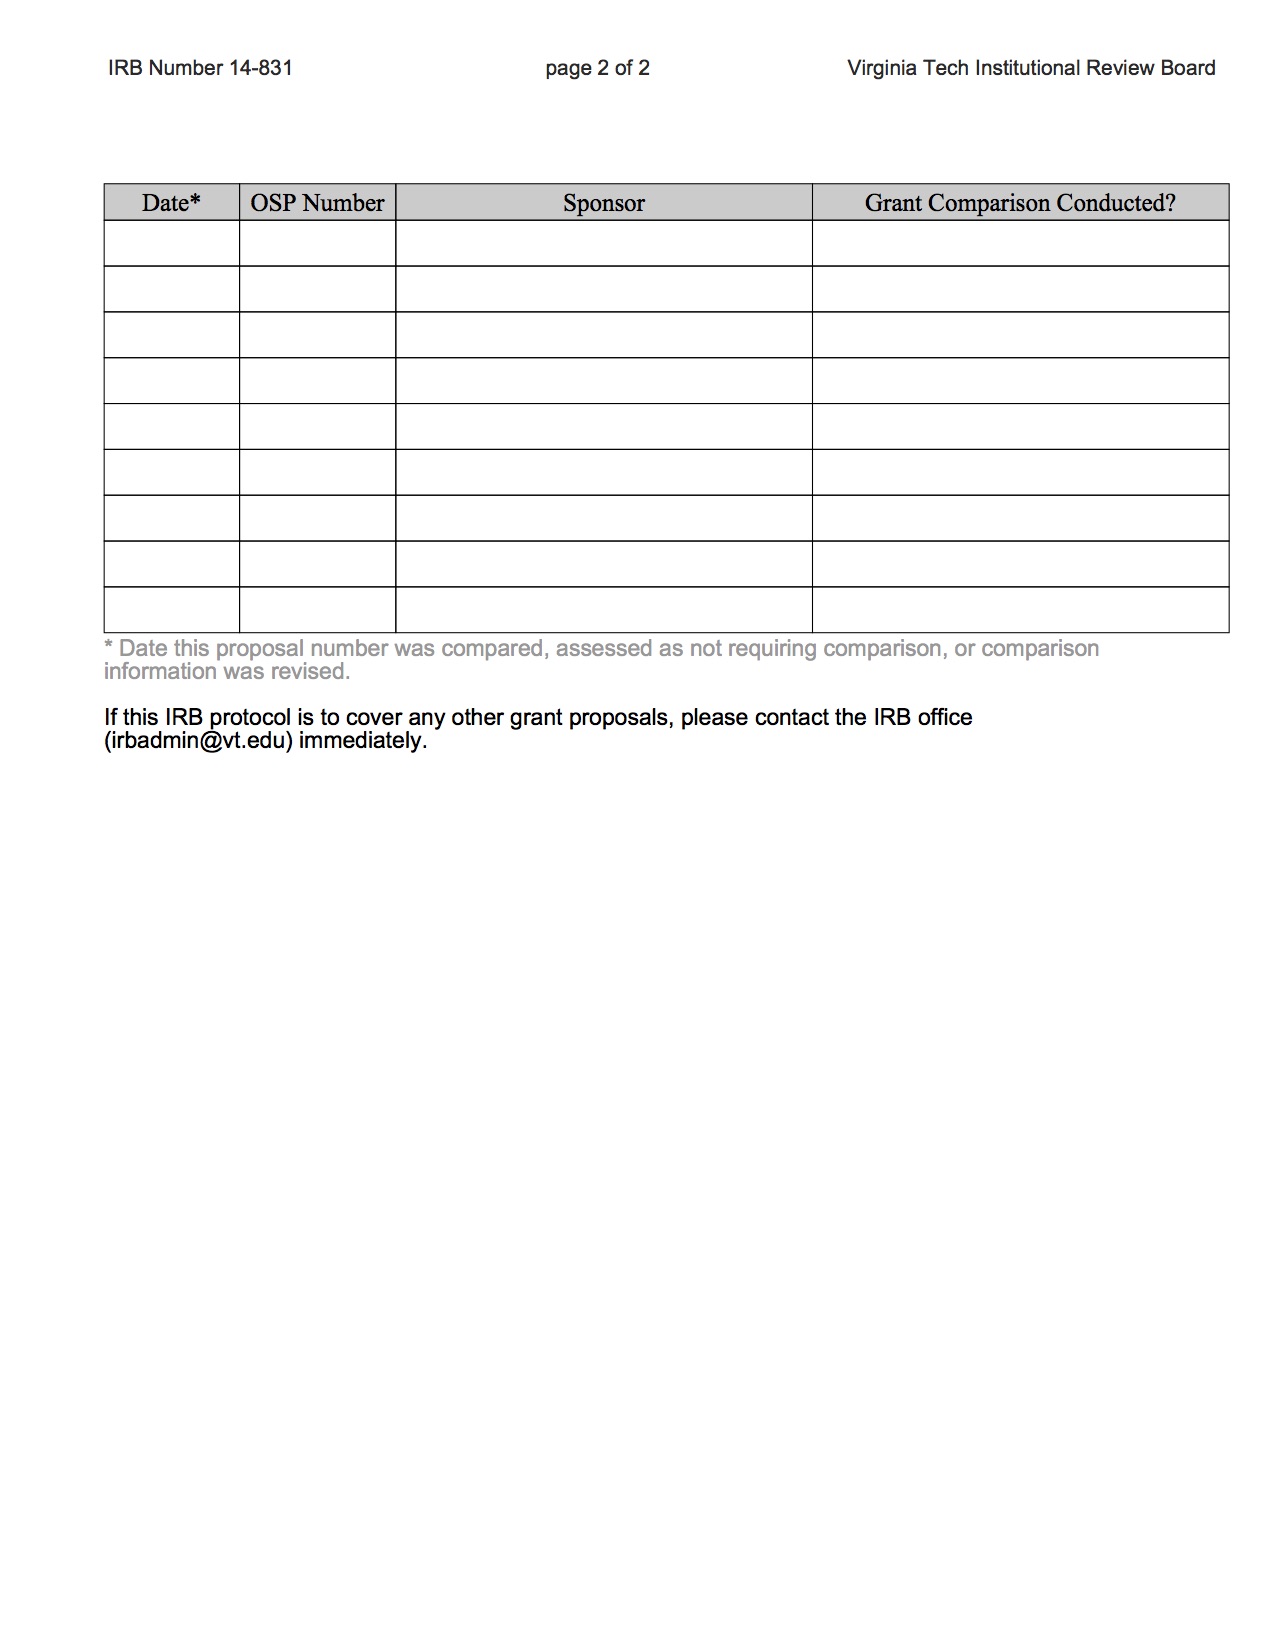 IRB Number 14-831 page 2 of 2 Virginia Tech Institutional Review Board
Date* OSP Number Sponsor Grant Comparison Conducted?
* Date this proposal number was compared, assessed as not requiring comparison, or comparison
information was revised.
If this IRB protocol is to cover any other grant proposals, please contact the IRB office
(irbadmin@vt.edu) immediately.